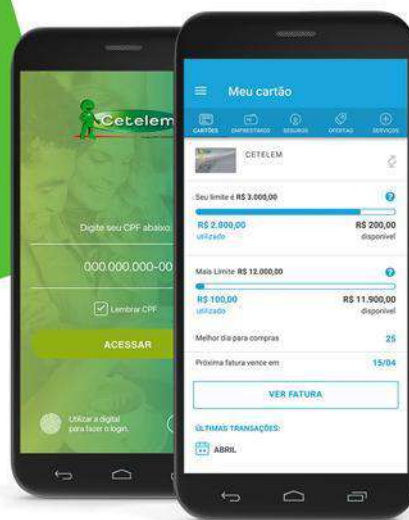 Cetelem
Digite seu CPF abaixo.
000.000.000-00
Lembrar CPF
ACESSAR
Utilizar a digital
para fazer o login.
Meu cartão
CARTÕES
EMPRÉSTIMOS
SEGUROS
OFERTAS
SERVIÇOS
CETELEM
Seu limite é R$ 3.000,00
R$ 2.800,00 R$ 200,00
utilizado disponível
Mais Limite R$ 12.000,00
R$ 100,00 R$ 11.900,00
utilizado disponível
Melhor dia para compras 25
Próxima fatura vence em 15/04
VER FATURA
ÚLTIMAS TRANSAÇÕES:
ABRIL